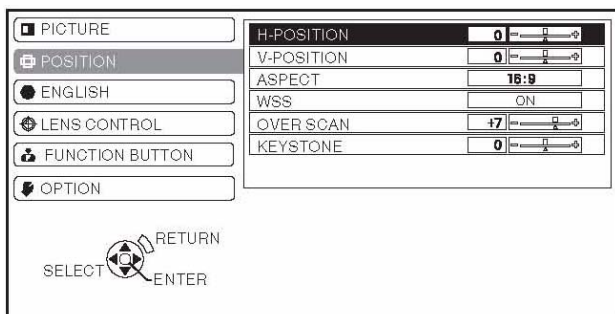 PICTURE
POSITION
ENGLISH
LENS CONTROL
FUNCTION BUTTON
OPTION
H-POSITION 0 - +
V-POSITION 0 - +
ASPECT 16:9
WSS ON
OVER SCAN +7 - +
KEYSTONE 0 - +
RETURN
SELECT
ENTER